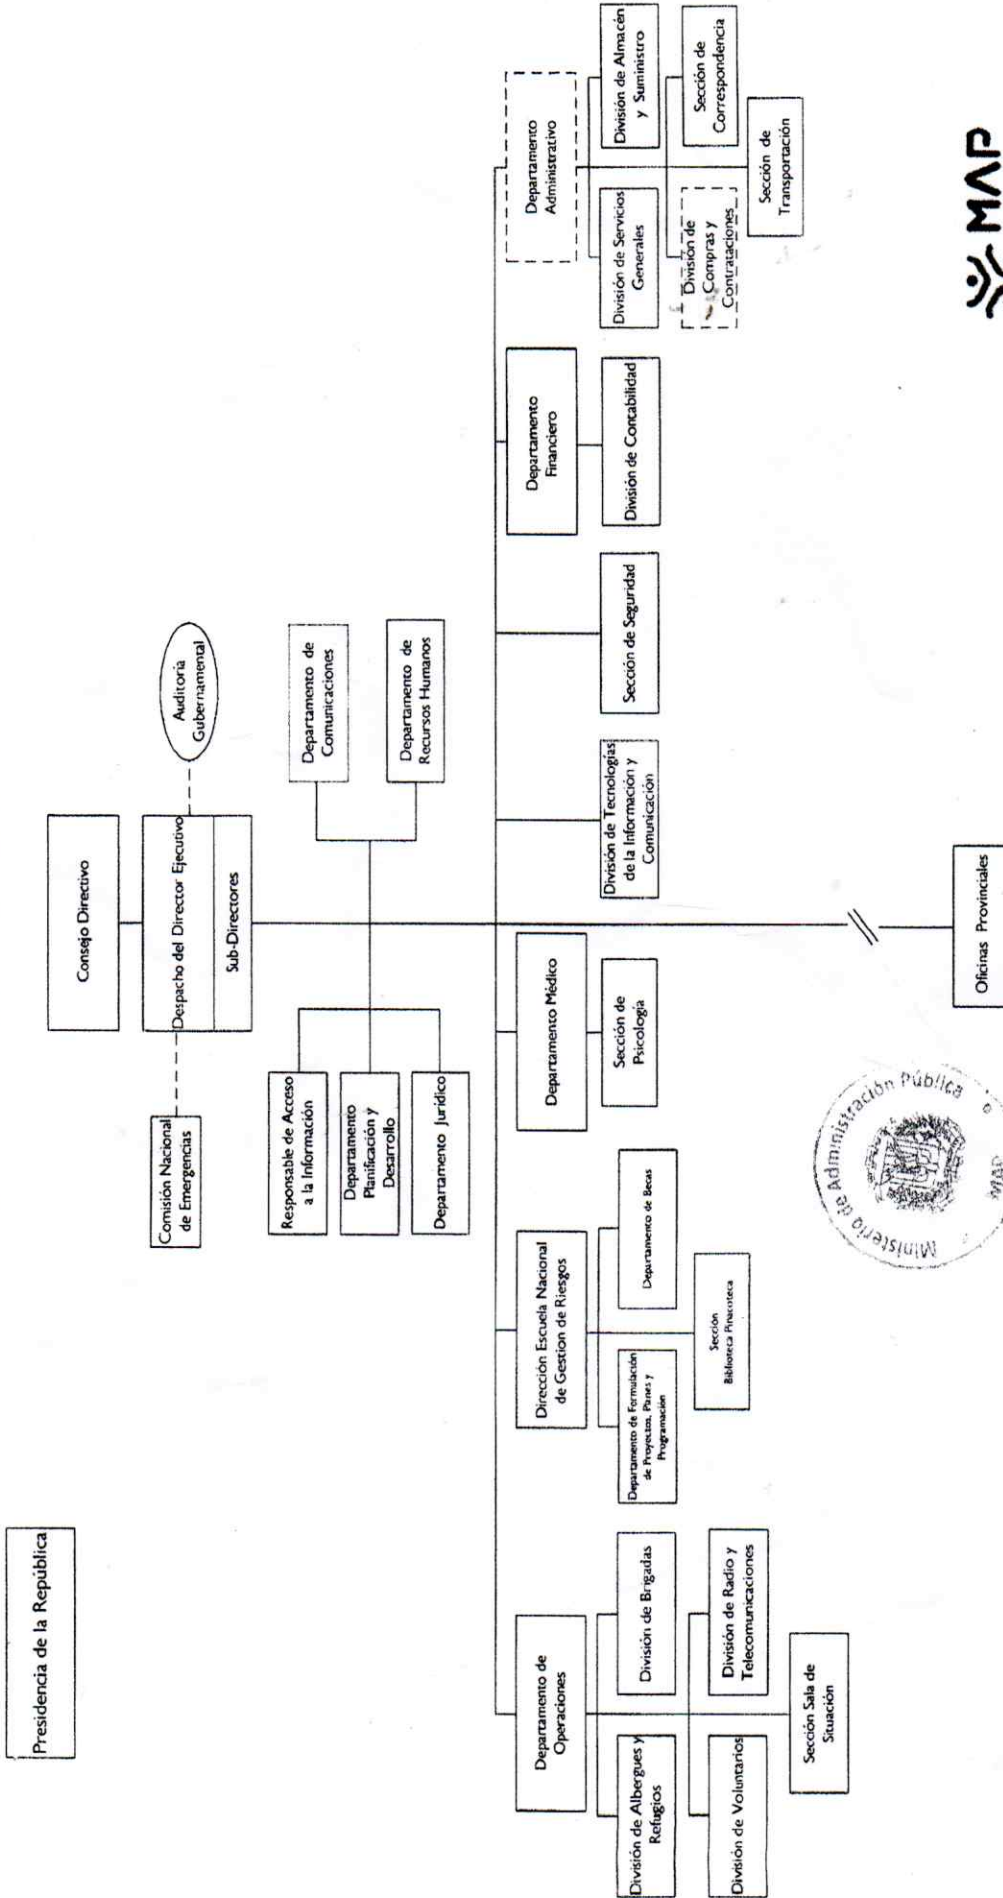 Presidencia de la República
Consejo Directivo
Despacho del Director Ejecutivo
Sub-Directores
Comisión Nacional
de Emergencias
Auditoria
Gubernamental
Responsable de Acceso
a la Información
Departamento
Planificación y
Desarrollo
Departamento Jurídico
Departamento de
Comunicaciones
Departamento de
Recursos Humanos
Departamento de
Operaciones
División de Albergues y
Refugios
División de Brigadas
División de Voluntarios
División de Radio y
Telecomunicaciones
Sección Sala de
Situación
Dirección Escuela Nacional
de Gestion de Riesgos
Departamento de Formulación
de Proyectos, Planes y
Programación
Departamento de Becas
Sección
Biblioteca Pinacoteca
Departamento Médico
Sección de
Psicología
División de Tecnologías
de la Información y
Comunicación
Sección de Seguridad
Departamento
Financiero
División de Contabilidad
Departamento
Administrativo
División de Servicios
Generales
División de Almacén
y Suministro
División de
Compras y
Contrataciones
Sección de
Correspondencia
Sección de
Transportación
Oficinas Provinciales
Ministerio de Administración Pública
MAP
MAP